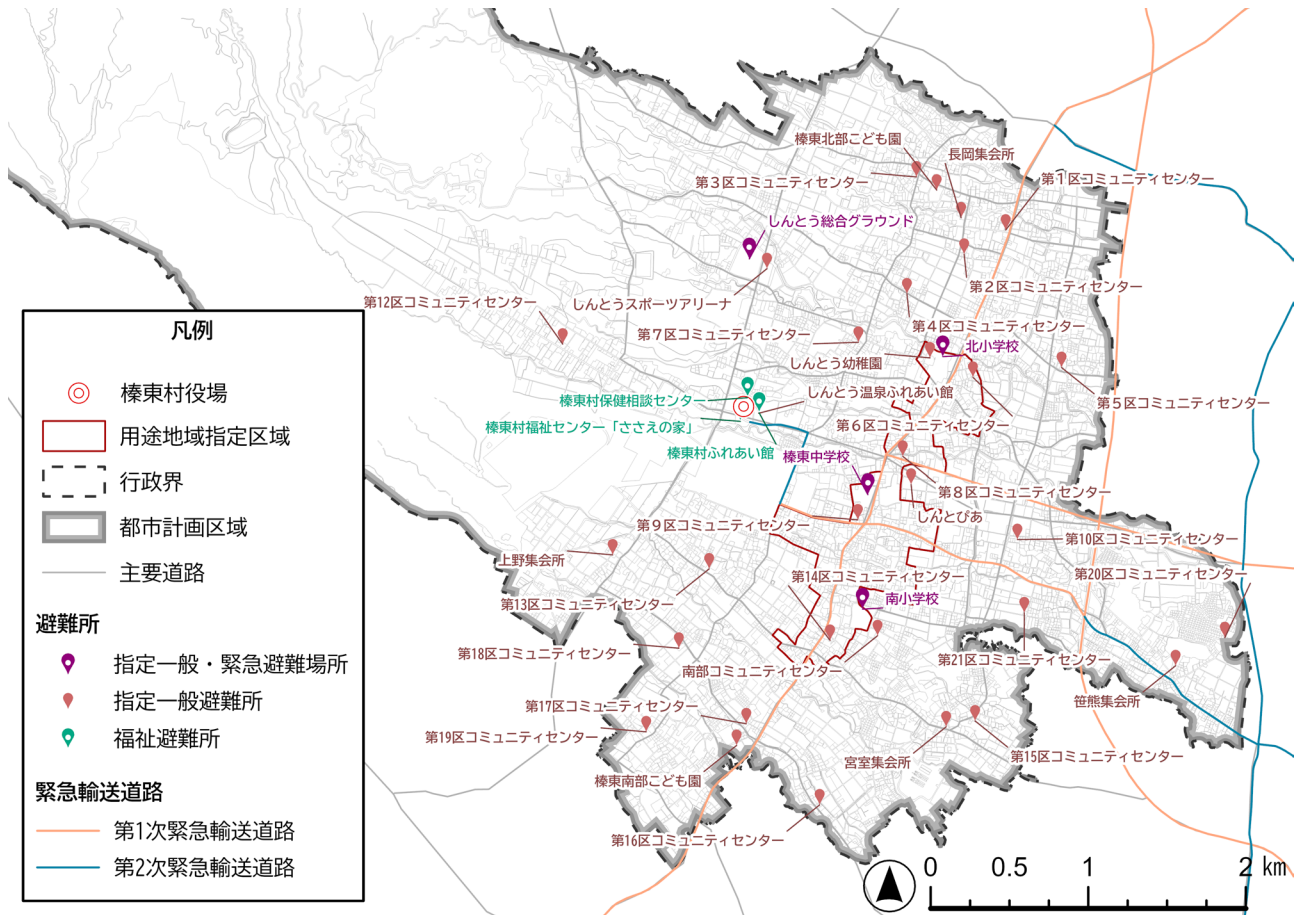 榛東北部こども園
長岡集会所
第3区コミュニティセンター
第1区コミュニティセンター
しんとう総合グラウンド
第2区コミュニティセンター
第12区コミュニティセンター
しんとうスポーツアリーナ
第7区コミュニティセンター
第4区コミュニティセンター
北小学校
しんとう幼稚園
榛東村保健相談センター
しんとう温泉ふれあい館
第5区コミュニティセンター
榛東村福祉センター「ささえの家」
第6区コミュニティセンター
榛東村ふれあい館
榛東中学校
第8区コミュニティセンター
第9区コミュニティセンター
しんとぴあ
第10区コミュニティセンター
上野集会所
第14区コミュニティセンター
第20区コミュニティセンター
第13区コミュニティセンター
南小学校
第18区コミュニティセンター
南部コミュニティセンター
第21区コミュニティセンター
笹熊集会所
第17区コミュニティセンター
第19区コミュニティセンター
宮室集会所
第15区コミュニティセンター
榛東南部こども園
第16区コミュニティセンター
凡例
榛東村役場
用途地域指定区域
行政界
都市計画区域
主要道路
避難所
指定一般・緊急避難場所
指定一般避難所
福祉避難所
緊急輸送道路
第1次緊急輸送道路
第2次緊急輸送道路
0 0.5 1 2 km